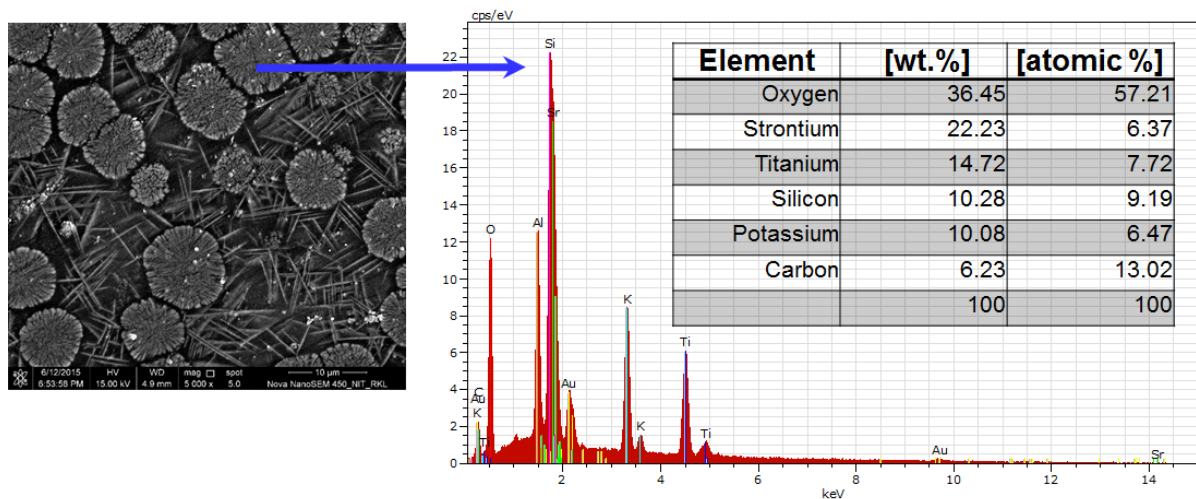 6/12/2015 HV WD mag □ spot 10 µm
6:53:58 PM 15.00 kV 4.9 mm 5 000 x 5.0 Nova NanoSEM 450_NIT_RKL
cps/eV
22
20
18
16
14
12
10
8
6
4
2
0
C
Au
K
Ti
O
Al
Si
Sr
Au
K
K
Ti
Ti
Au
Sr
2 4 6 8 10 12 14
keV
Element [wt.%] [atomic %]
Oxygen 36.45 57.21
Strontium 22.23 6.37
Titanium 14.72 7.72
Silicon 10.28 9.19
Potassium 10.08 6.47
Carbon 6.23 13.02
100 100